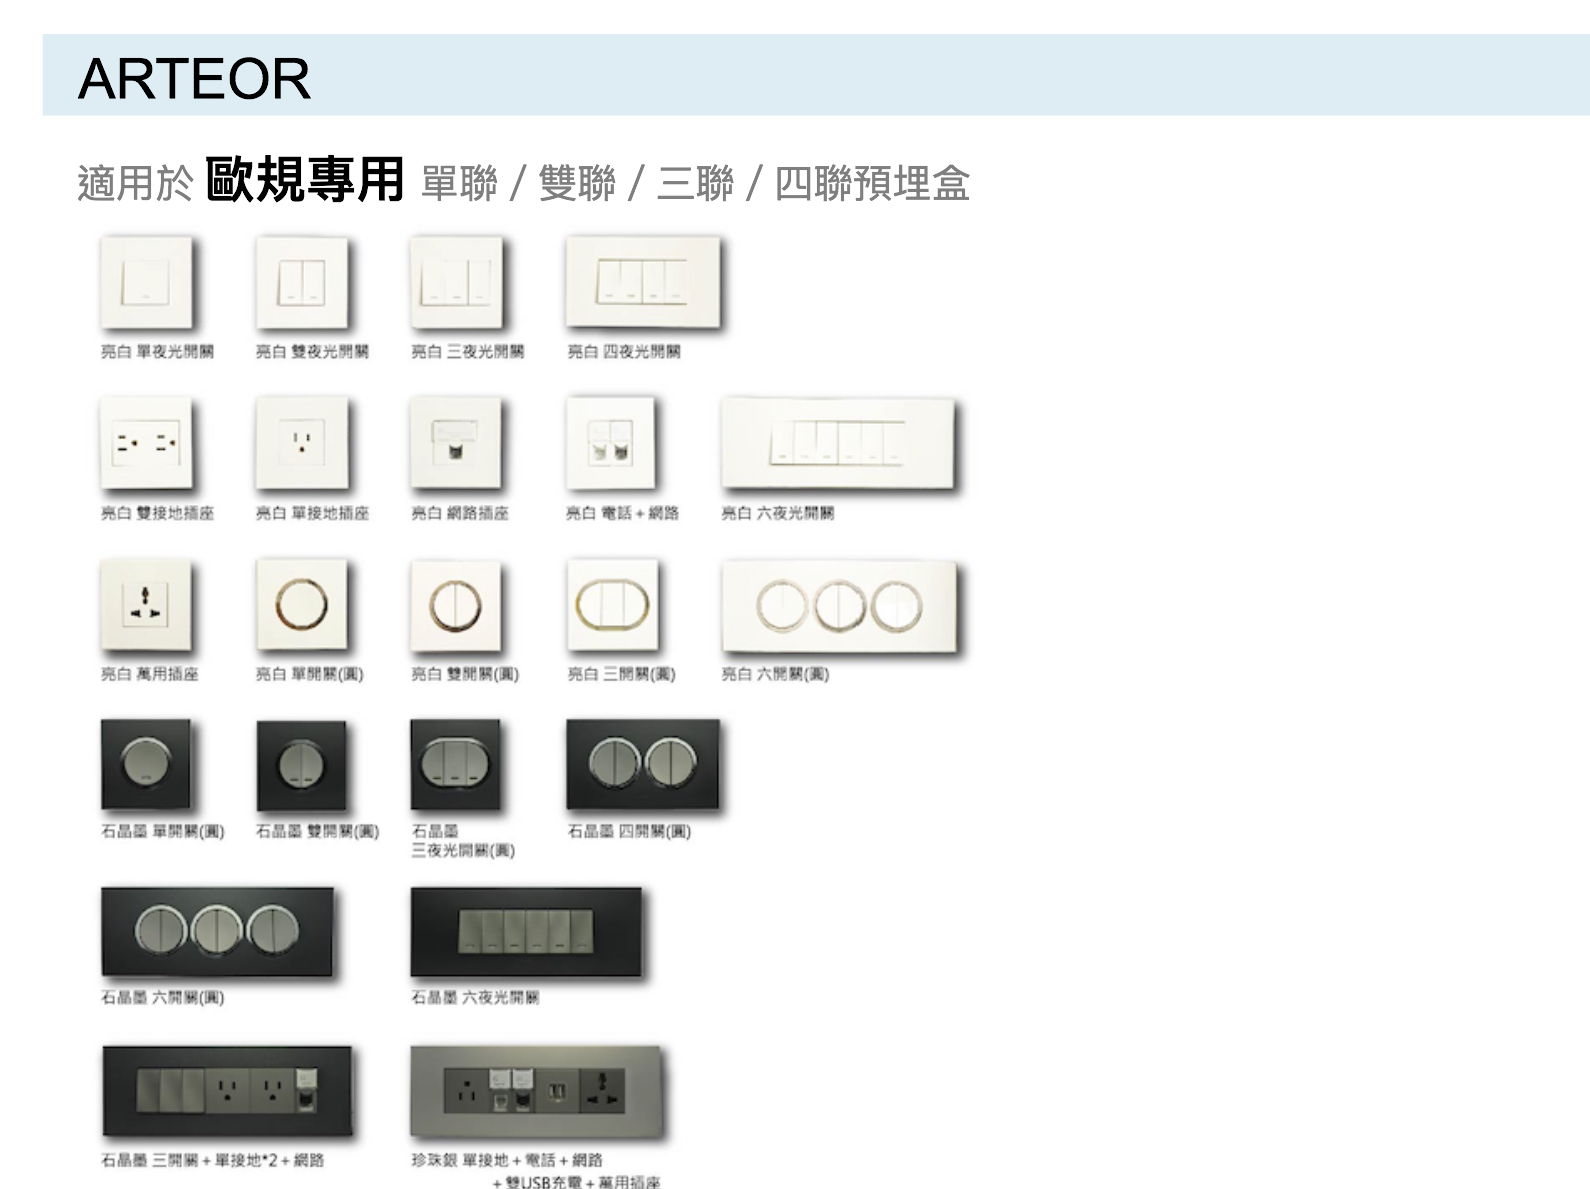 ARTEOR
適用於 歐規專用 單聯 / 雙聯 / 三聯 / 四聯預埋盒
亮白 單夜光開關
亮白 雙夜光開關
亮白 三夜光開關
亮白 四夜光開關
亮白 雙接地插座
亮白 單接地插座
亮白 網路插座
亮白 電話＋網路
亮白 六夜光開關
亮白 萬用插座
亮白 單開關(圓)
亮白 雙開關(圓)
亮白 三開關(圓)
亮白 六開關(圓)
石晶墨 單開關(圓)
石晶墨 雙開關(圓)
石晶墨
三夜光開關(圓)
石晶墨 四開關(圓)
石晶墨 六開關(圓)
石晶墨 六夜光開關
石晶墨 三開關＋單接地*2＋網路
珍珠銀 單接地＋電話＋網路
＋雙USB充電＋萬用插座